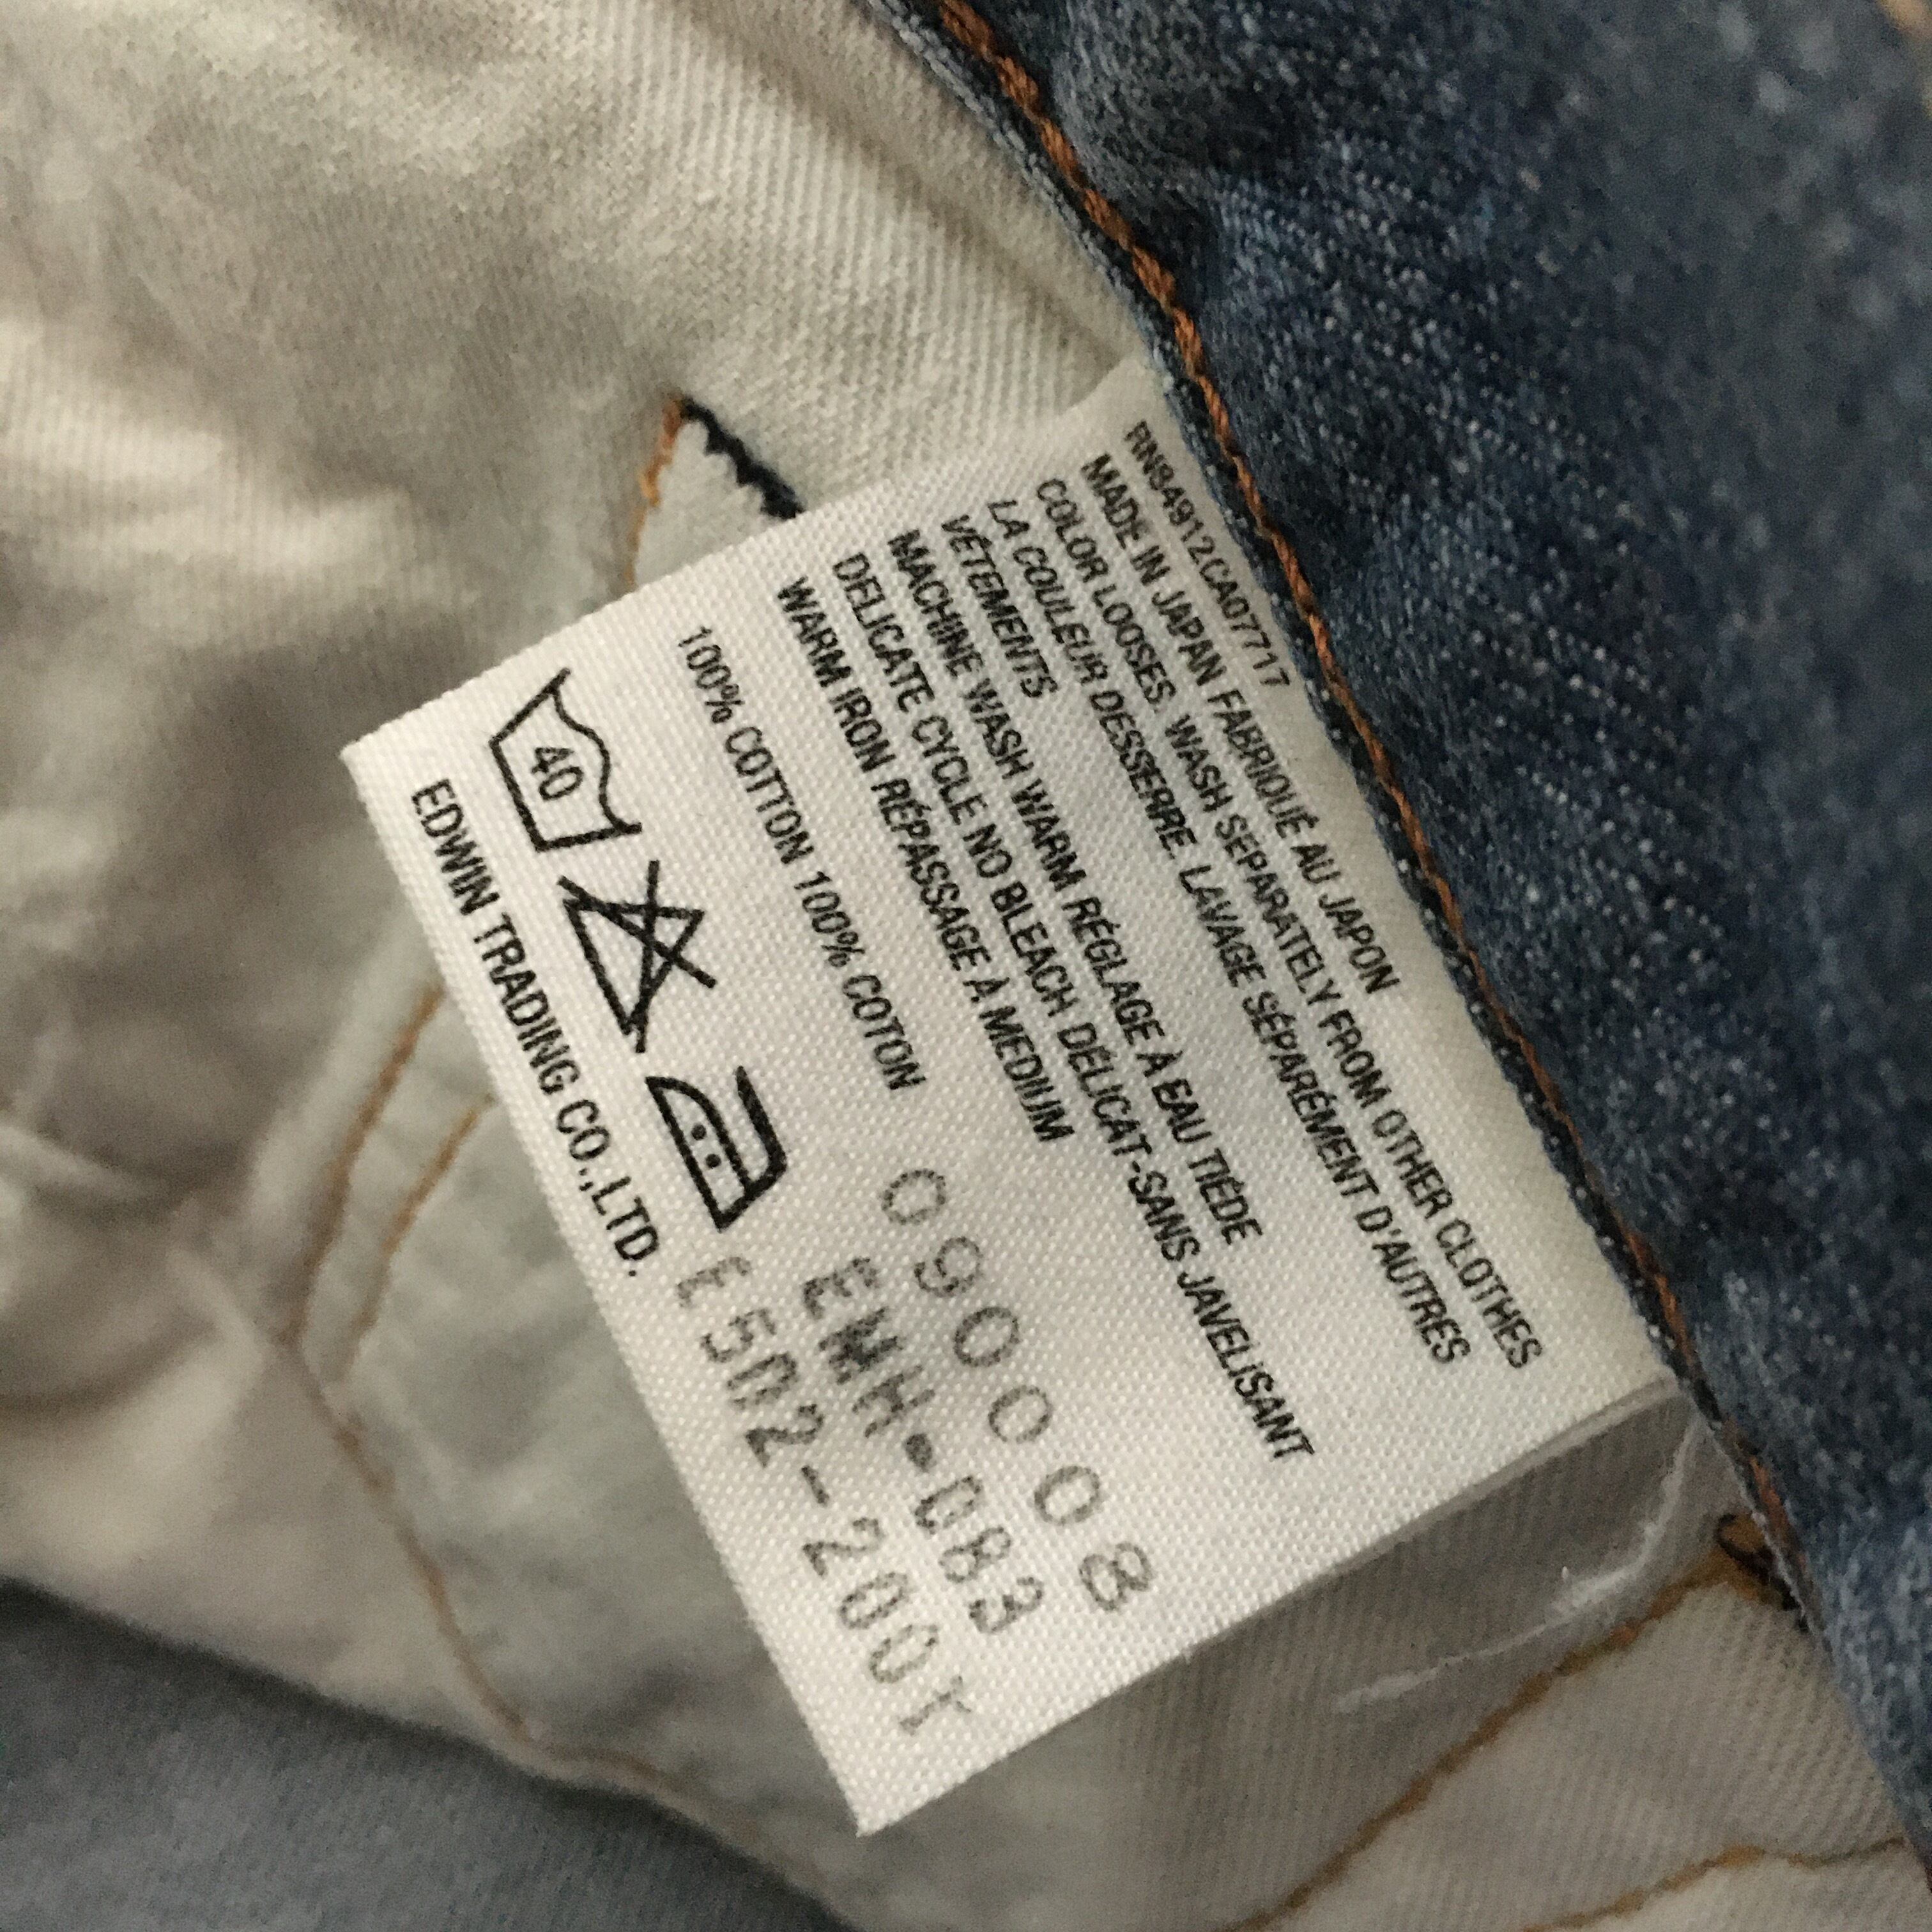 RN84912CA07717
MADE IN JAPAN FABRIQUÉ AU JAPON
COLOR LOOSES. WASH SEPARATELY FROM OTHER CLOTHES
LA COULEUR DESSERRE. LAVAGE SÉPARÉMENT D'AUTRES
VÊTEMENTS
MACHINE WASH WARM RÉGLAGE À EAU TIÉDE
DELICATE CYCLE NO BLEACH DÉLICAT-SANS JAVELISANT
WARM IRON RÉPASSAGE À MEDIUM
100% COTTON 100% COTON
40
090008
EMH-083
E502-200Y
EDWIN TRADING CO.,LTD.